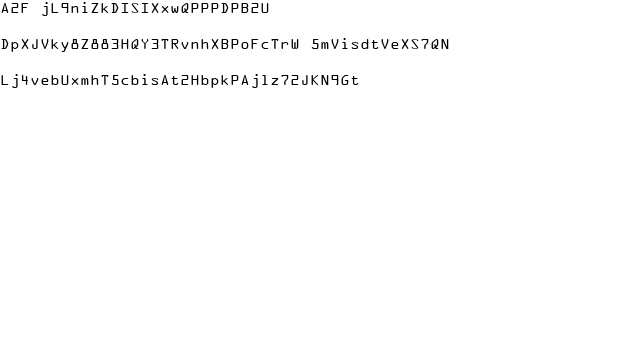 A2F jL9niZkDISIXxwQPPPDPB2U
DpXJVky8Z883HQY3TRvnhXBPoFcTrW 5mVisdtVeXS7QN
Lj4vebUxmhT5cbisAt2HbpkPAjlz72JKN9Gt